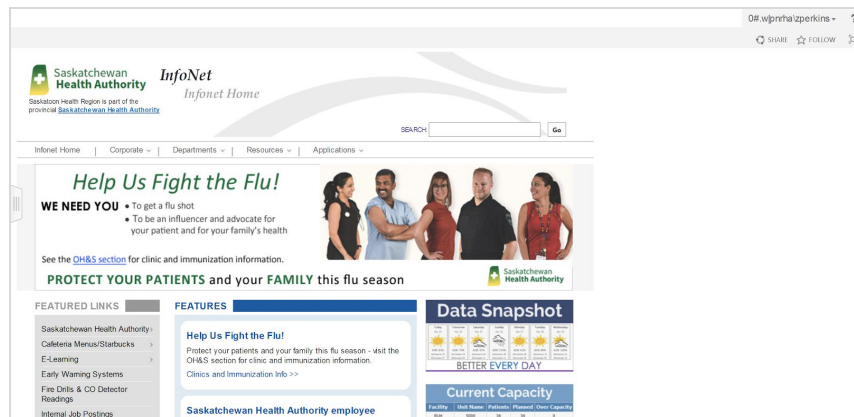 0#.w|pnrha\zperkins
SHARE FOLLOW
Saskatchewan
Health Authority
InfoNet
Infonet Home
Saskatoon Health Region is part of the
provincial Saskatchewan Health Authority
SEARCH Go
Infonet Home | Corporate | Departments | Resources | Applications
Help Us Fight the Flu!
WE NEED YOU • To get a flu shot
• To be an influencer and advocate for
your patient and for your family's health
See the OH&S section for clinic and immunization information.
PROTECT YOUR PATIENTS and your FAMILY this flu season
Saskatchewan
Health Authority
FEATURED LINKS
Saskatchewan Health Authority
Cafeteria Menus/Starbucks
E-Learning
Early Warning Systems
Fire Drills & CO Detector
Readings
Internal Job Postings
FEATURES
Help Us Fight the Flu!
Protect your patients and your family this flu season - visit the
OH&S section for clinic and immunization information.
Clinics and Immunization Info >>
Saskatchewan Health Authority employee
Data Snapshot
BETTER EVERY DAY
Current Capacity
Facility Unit Name Patients Planned Over Capacity